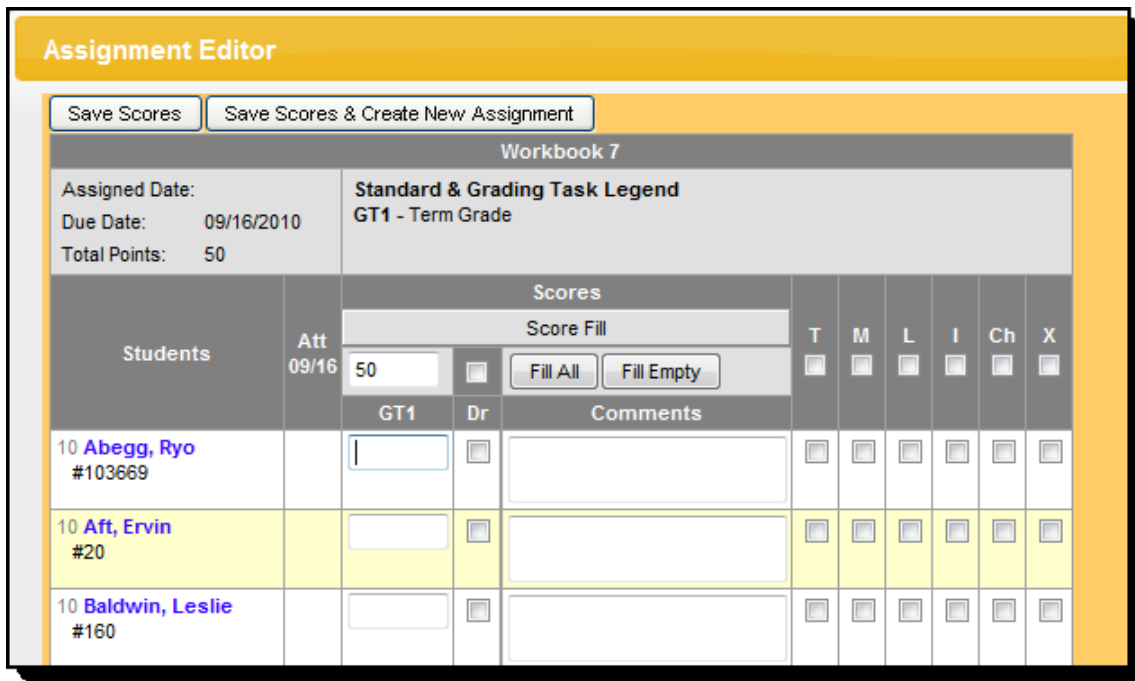 Assignment Editor
Save Scores Save Scores & Create New Assignment
Workbook 7
Assigned Date:
Due Date: 09/16/2010
Total Points: 50
Standard & Grading Task Legend
GT1 - Term Grade
Students
Att
09/16
Scores
Score Fill
50 Fill All Fill Empty
GT1 Dr Comments
T M L I Ch X
10 Abegg, Ryo
#103669
10 Aft, Ervin
#20
10 Baldwin, Leslie
#160